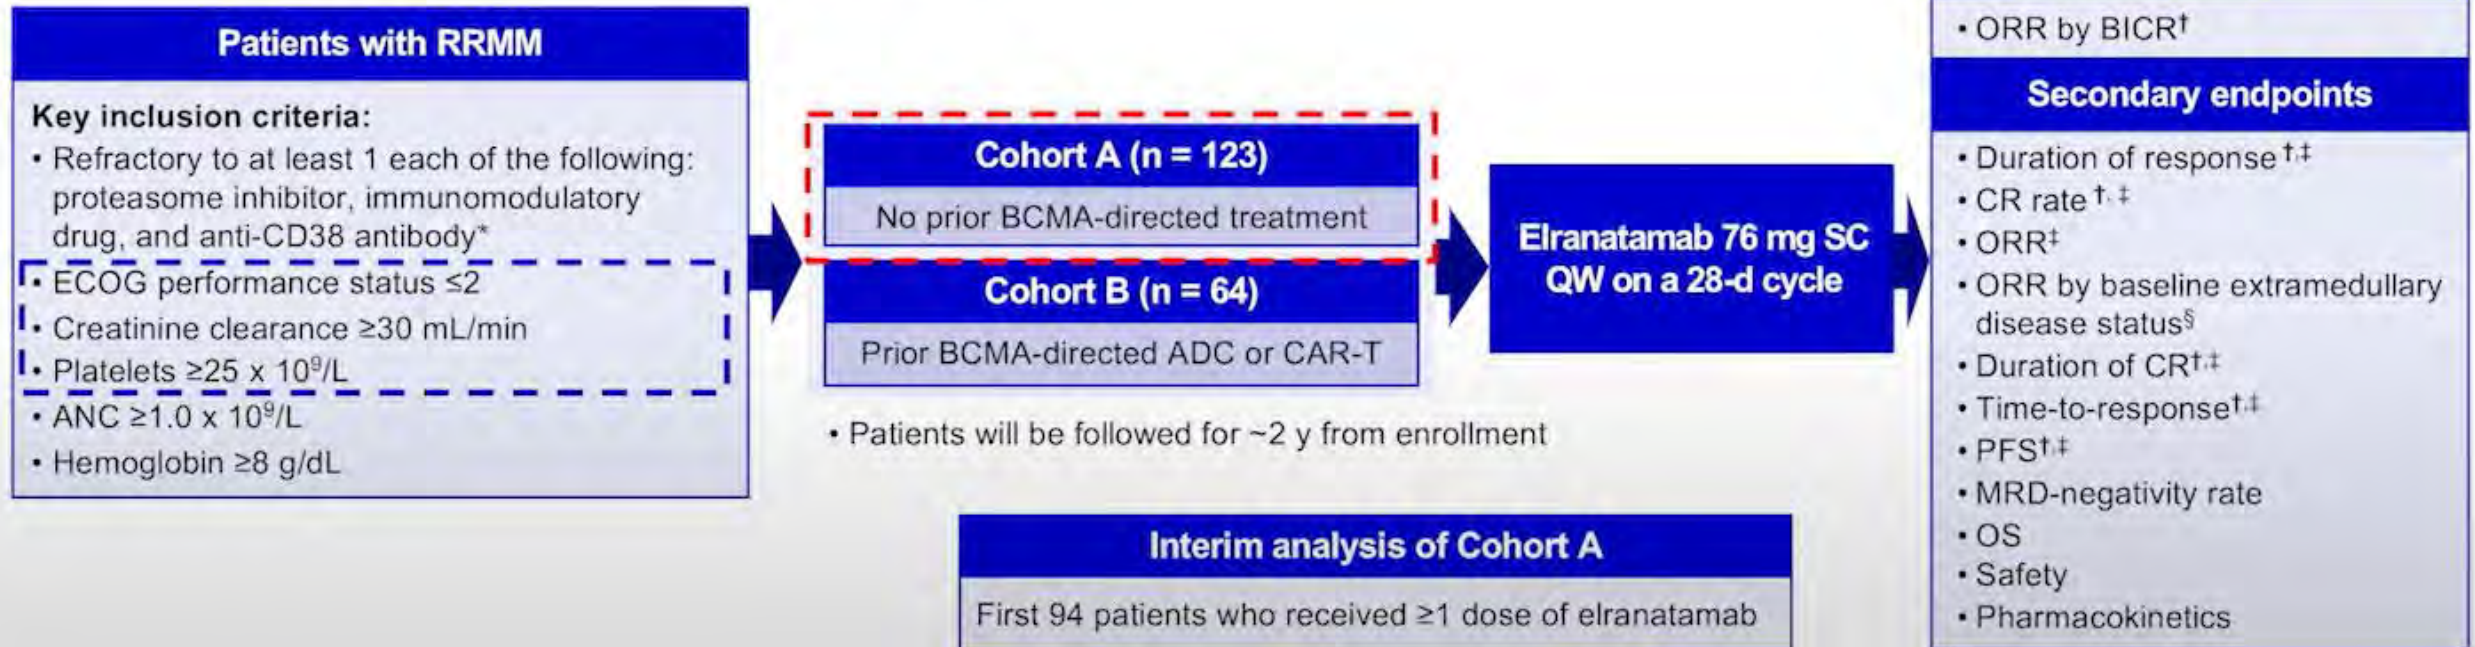 Patients with RRMM
Key inclusion criteria:
• Refractory to at least 1 each of the following:
proteasome inhibitor, immunomodulatory
drug, and anti-CD38 antibody*
• ECOG performance status ≤2
• Creatinine clearance ≥30 mL/min
• Platelets ≥25 x 10⁹/L
• ANC ≥1.0 x 10⁹/L
• Hemoglobin ≥8 g/dL
Cohort A (n = 123)
No prior BCMA-directed treatment
Cohort B (n = 64)
Prior BCMA-directed ADC or CAR-T
• Patients will be followed for ~2 y from enrollment
Interim analysis of Cohort A
First 94 patients who received ≥1 dose of elranatamab
Elranatamab 76 mg SC
QW on a 28-d cycle
• ORR by BICR†
Secondary endpoints
• Duration of response†,‡
• CR rate†,‡
• ORR‡
• ORR by baseline extramedullary
disease status§
• Duration of CR†,‡
• Time-to-response†,‡
• PFS†,‡
• MRD-negativity rate
• OS
• Safety
• Pharmacokinetics